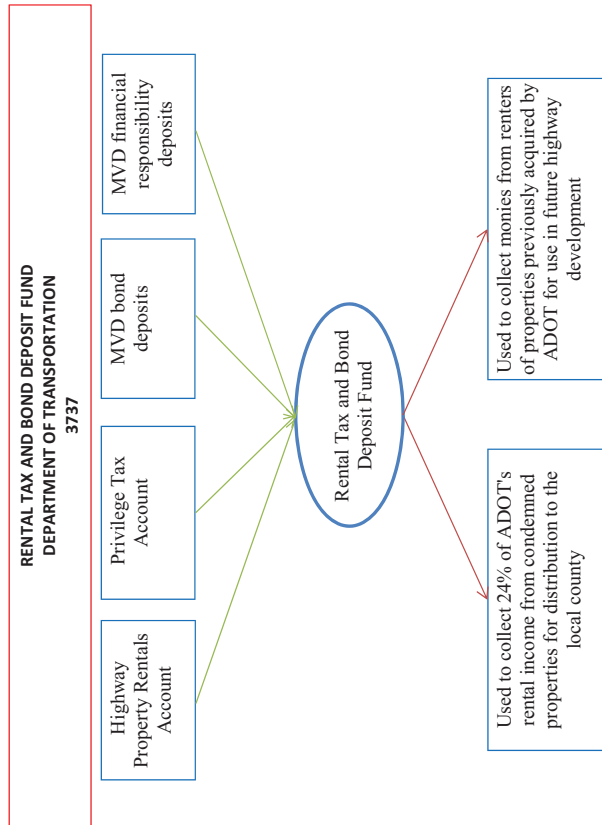 RENTAL TAX AND BOND DEPOSIT FUND
DEPARTMENT OF TRANSPORTATION
3737
Highway
Property Rentals
Account
Privilege Tax
Account
MVD bond
deposits
MVD financial
responsibility
deposits
Rental Tax and Bond
Deposit Fund
Used to collect 24% of ADOT's
rental income from condemned
properties for distribution to the
local county
Used to collect monies from renters
of properties previously acquired by
ADOT for use in future highway
development